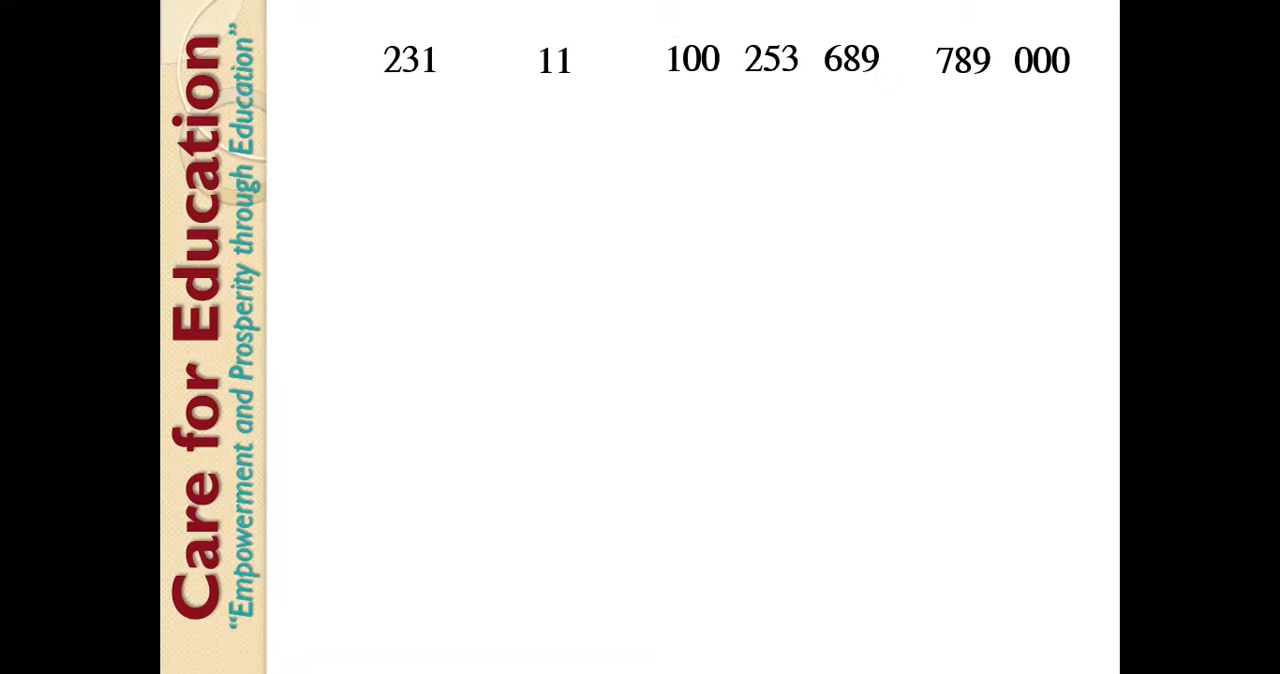 Care for Education
“Empowerment and Prosperity through Education”
231 11 100 253 689 789 000